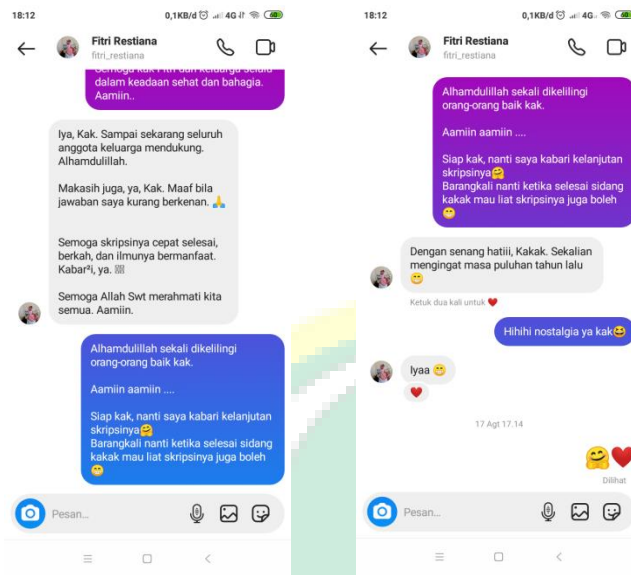 18:12
0,1KB/d 4G 60
Fitri Restiana
fitri_restiana
Semoga Kak Fitri dan keluarga selalu
dalam keadaan sehat dan bahagia.
Aamiin..
Iya, Kak. Sampai sekarang seluruh
anggota keluarga mendukung.
Alhamdulillah.
Makasih juga, ya, Kak. Maaf bila
jawaban saya kurang berkenan. 🙏
Semoga skripsinya cepat selesai,
berkah, dan ilmunya bermanfaat.
Kabar²i, ya.
Semoga Allah Swt merahmati kita
semua. Aamiin.
Alhamdulillah sekali dikelilingi
orang-orang baik kak.
Aamiin aamiin ....
Siap kak, nanti saya kabari kelanjutan
skripsinya🤗
Barangkali nanti ketika selesai sidang
kakak mau liat skripsinya juga boleh
😁
Pesan...
18:12
0,1KB/d 4G 60
Fitri Restiana
fitri_restiana
Alhamdulillah sekali dikelilingi
orang-orang baik kak.
Aamiin aamiin ....
Siap kak, nanti saya kabari kelanjutan
skripsinya🤗
Barangkali nanti ketika selesai sidang
kakak mau liat skripsinya juga boleh
😁
Dengan senang hatiii, Kakak. Sekalian
mengingat masa puluhan tahun lalu
😁
Ketuk dua kali untuk ❤
Hihihi nostalgia ya kak😆
Iyaa 😁
❤
17 Agt 17.14
🤗❤
Dilihat
Pesan...